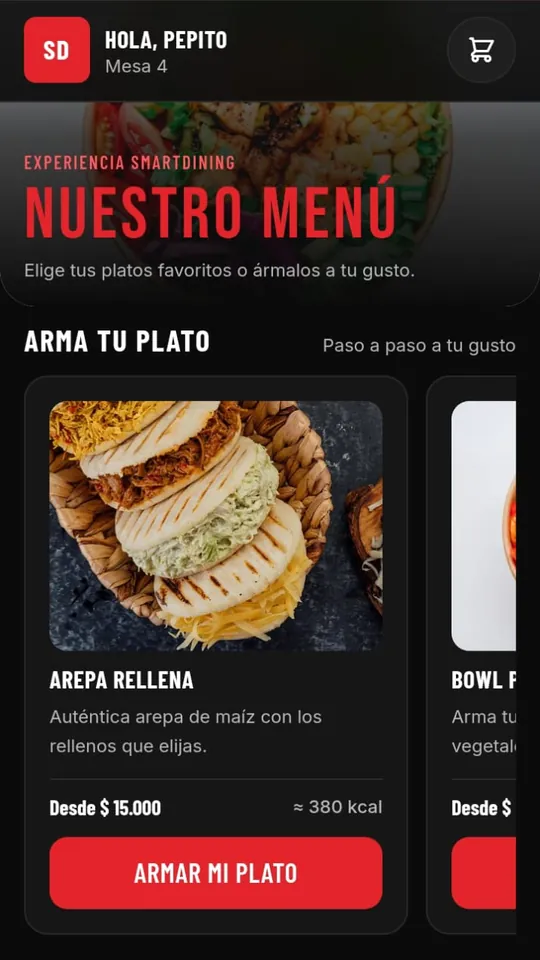 SD
HOLA, PEPITO
Mesa 4
EXPERIENCIA SMARTDINING
NUESTRO MENÚ
Elige tus platos favoritos o ármalos a tu gusto.
ARMA TU PLATO
Paso a paso a tu gusto
AREPA RELLENA
Auténtica arepa de maíz con los
rellenos que elijas.
Desde $ 15.000
≈ 380 kcal
ARMAR MI PLATO
BOWL
Arma tu
Desde $